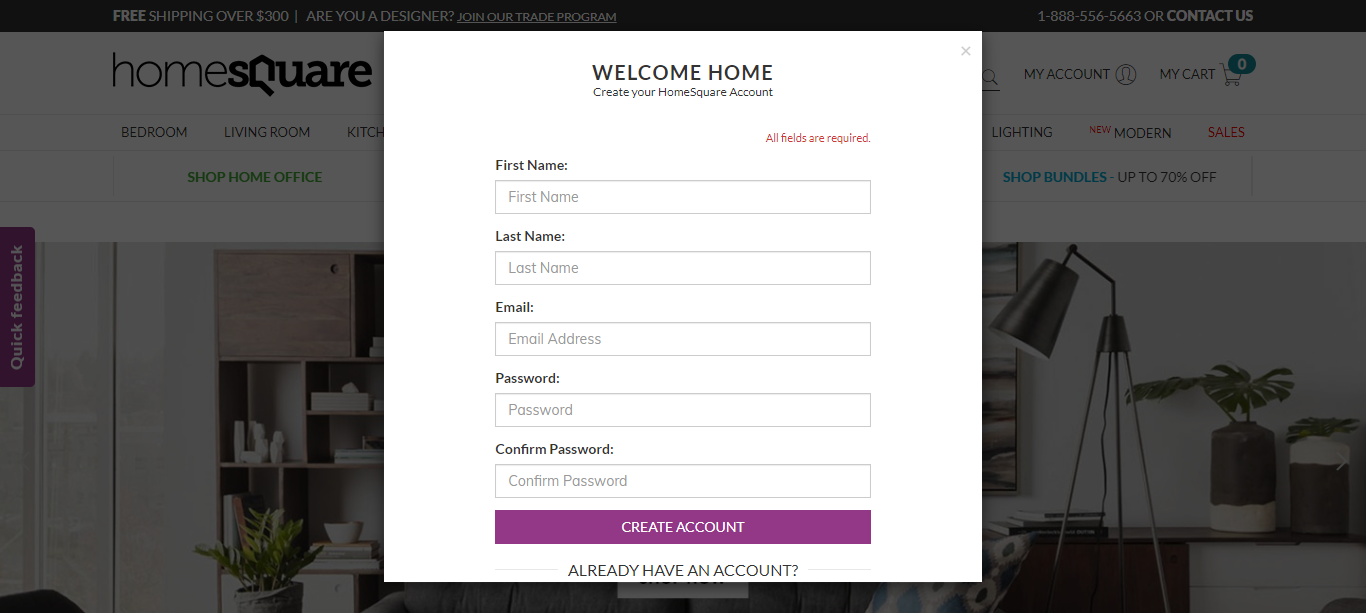 FREE SHIPPING OVER $300 | ARE YOU A DESIGNER? JOIN OUR TRADE PROGRAM
1-888-556-5663 OR CONTACT US
homesquare
MY ACCOUNT
MY CART
0
BEDROOM
LIVING ROOM
KITCH
LIGHTING
NEW MODERN
SALES
SHOP HOME OFFICE
SHOP BUNDLES - UP TO 70% OFF
Quick feedback
×
WELCOME HOME
Create your HomeSquare Account
All fields are required.
First Name:
First Name
Last Name:
Last Name
Email:
Email Address
Password:
Password
Confirm Password:
Confirm Password
CREATE ACCOUNT
ALREADY HAVE AN ACCOUNT?